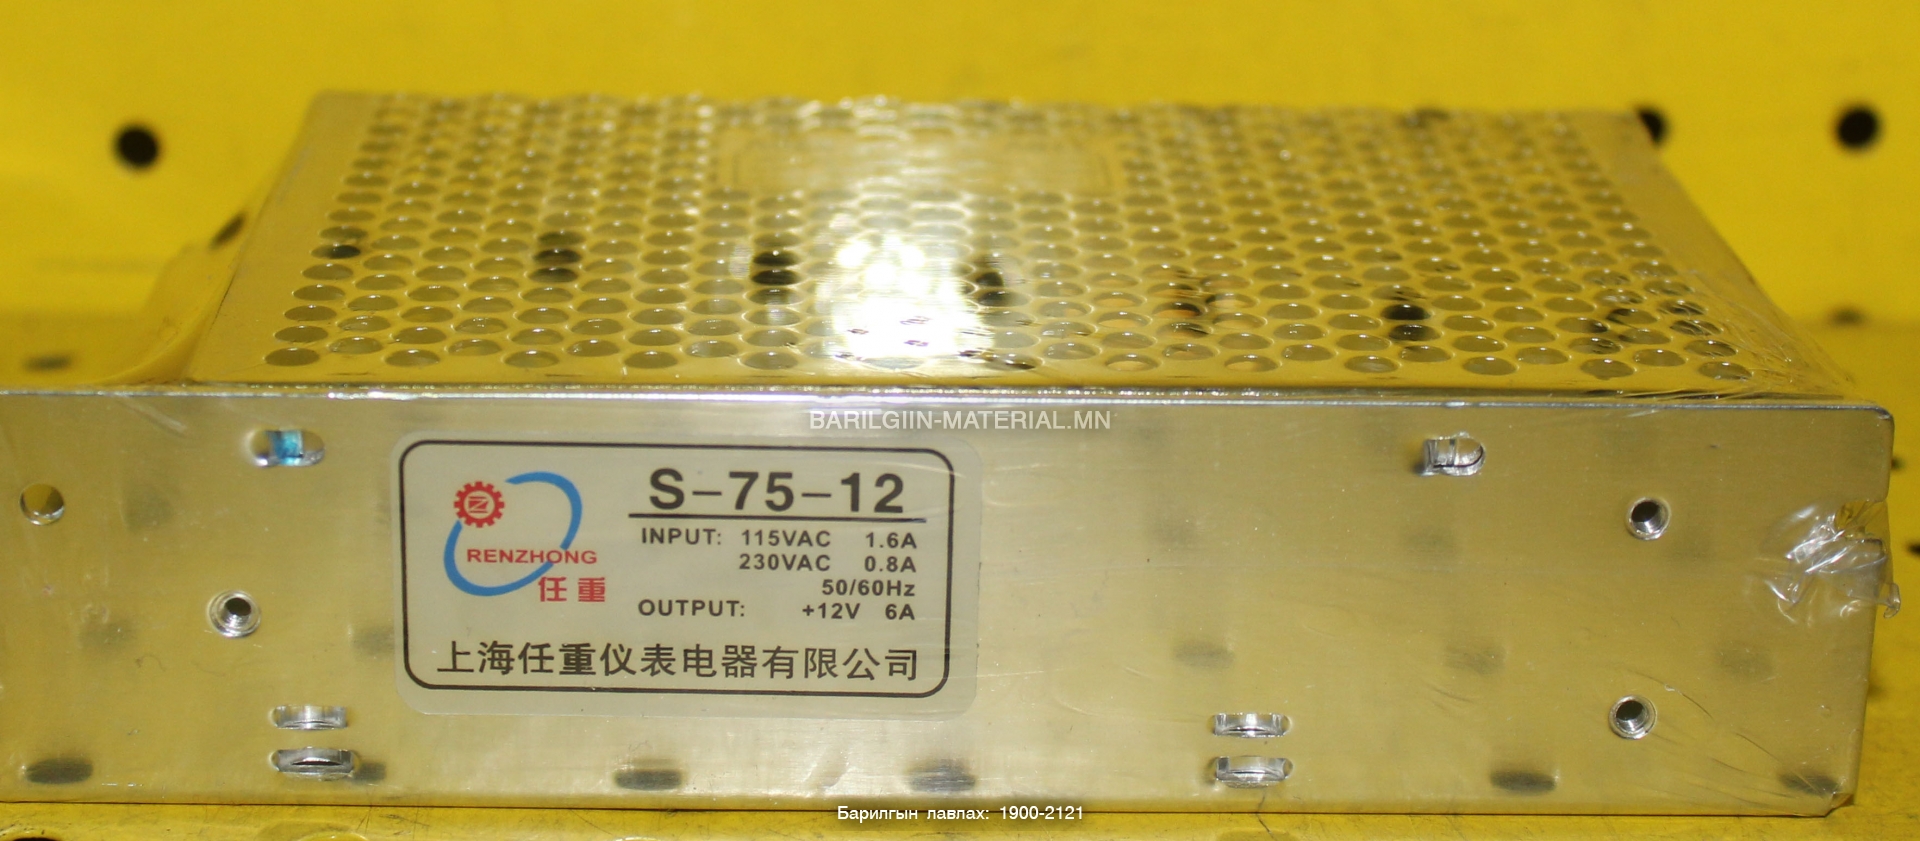 BARILGIIN-MATERIAL.MN
S-75-12
RENZHONG
任重
INPUT: 115VAC 1.6A
230VAC 0.8A
50/60Hz
OUTPUT: +12V 6A
上海任重仪表电器有限公司
Барилгын лавлах: 1900-2121